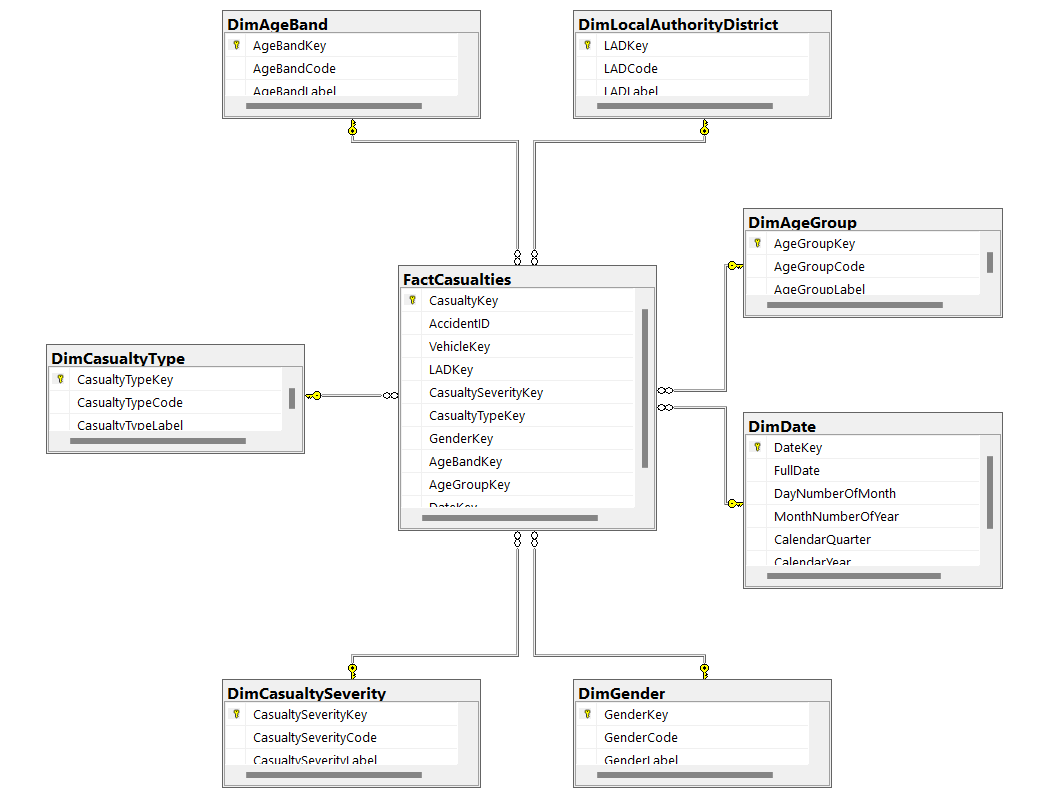 DimAgeBand
AgeBandKey
AgeBandCode
AgeBandLabel
DimLocalAuthorityDistrict
LADKey
LADCode
LADLabel
DimAgeGroup
AgeGroupKey
AgeGroupCode
AgeGroupLabel
FactCasualties
CasualtyKey
AccidentID
VehicleKey
LADKey
CasualtySeverityKey
CasualtyTypeKey
GenderKey
AgeBandKey
AgeGroupKey
DateKey
DimCasualtyType
CasualtyTypeKey
CasualtyTypeCode
CasualtyTypeLabel
DimDate
DateKey
FullDate
DayNumberOfMonth
MonthNumberOfYear
CalendarQuarter
CalendarYear
DimCasualtySeverity
CasualtySeverityKey
CasualtySeverityCode
CasualtySeverityLabel
DimGender
GenderKey
GenderCode
GenderLabel